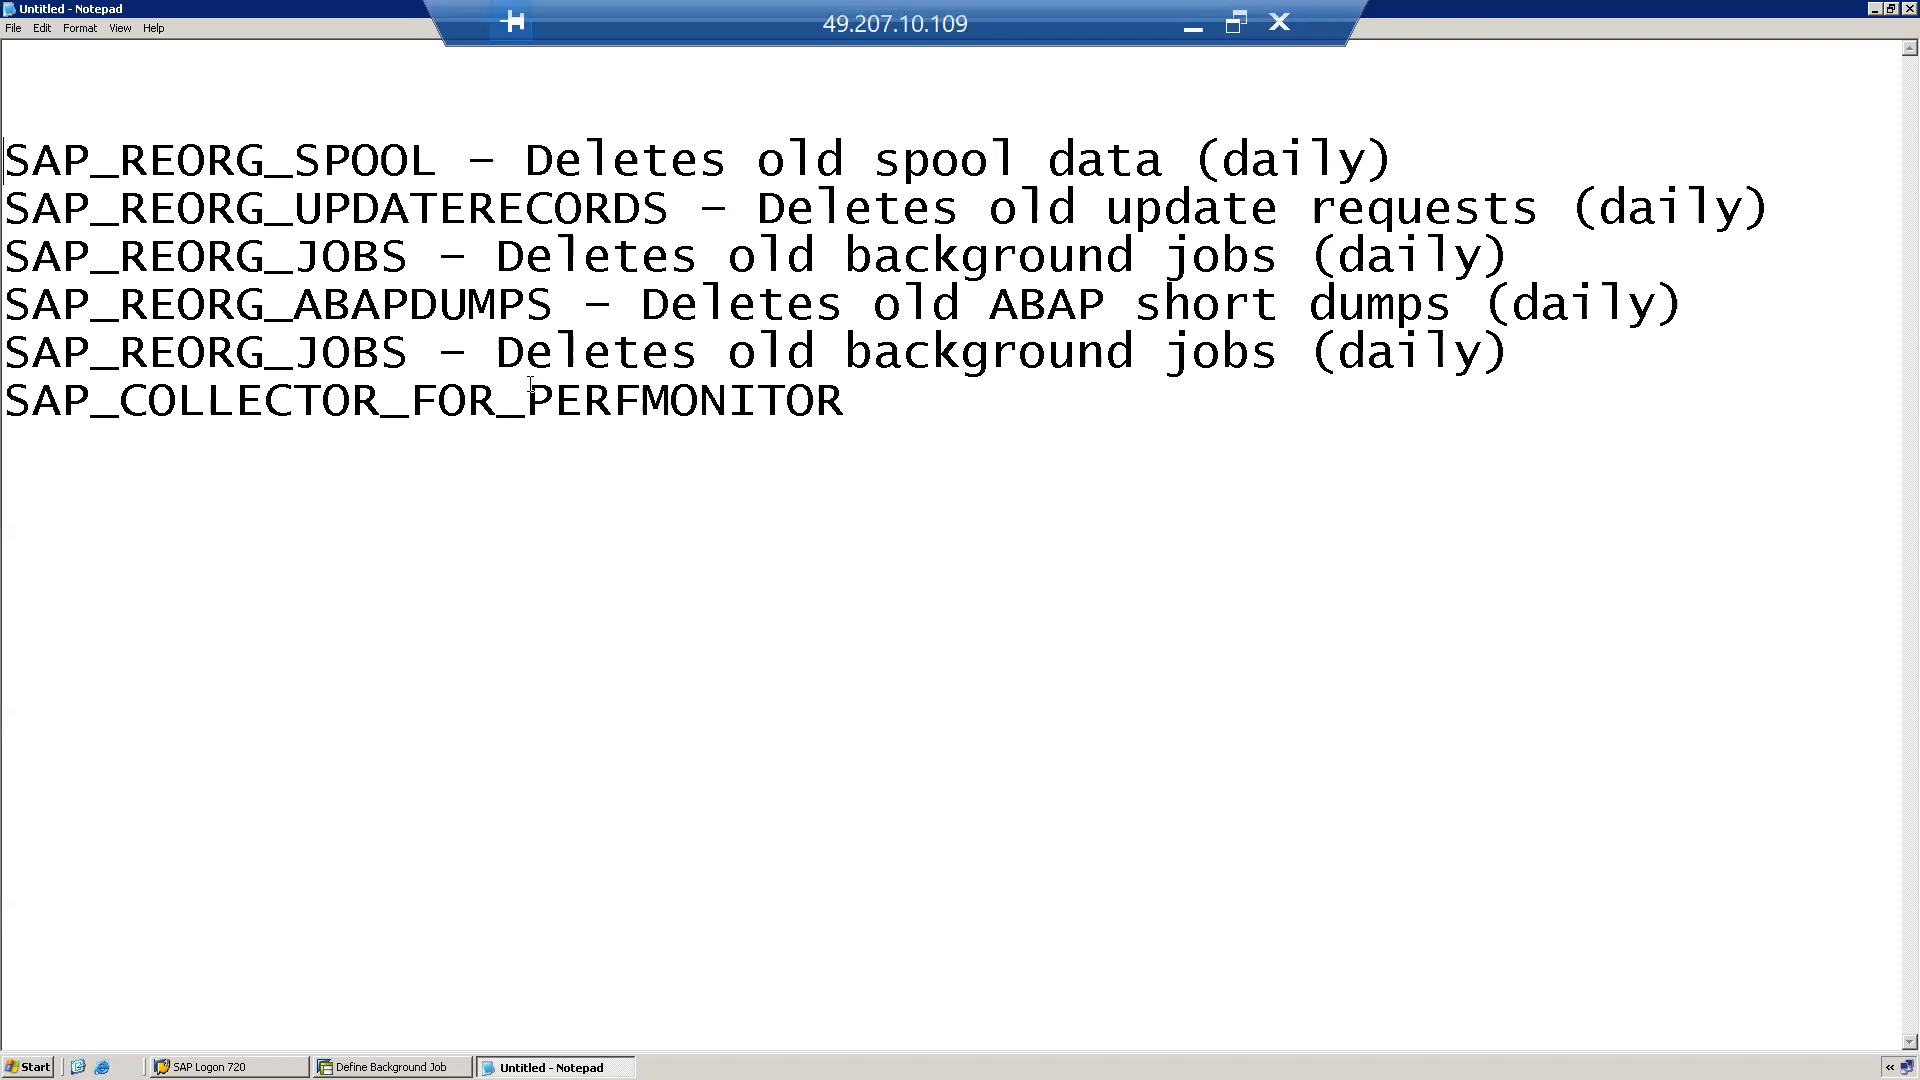 Untitled - Notepad
49.207.10.109
File Edit Format View Help
SAP_REORG_SPOOL – Deletes old spool data (daily)
SAP_REORG_UPDATERECORDS – Deletes old update requests (daily)
SAP_REORG_JOBS – Deletes old background jobs (daily)
SAP_REORG_ABAPDUMPS – Deletes old ABAP short dumps (daily)
SAP_REORG_JOBS – Deletes old background jobs (daily)
SAP_COLLECTOR_FOR_PERFMONITOR
Start SAP Logon 720 Define Background Job Untitled - Notepad «